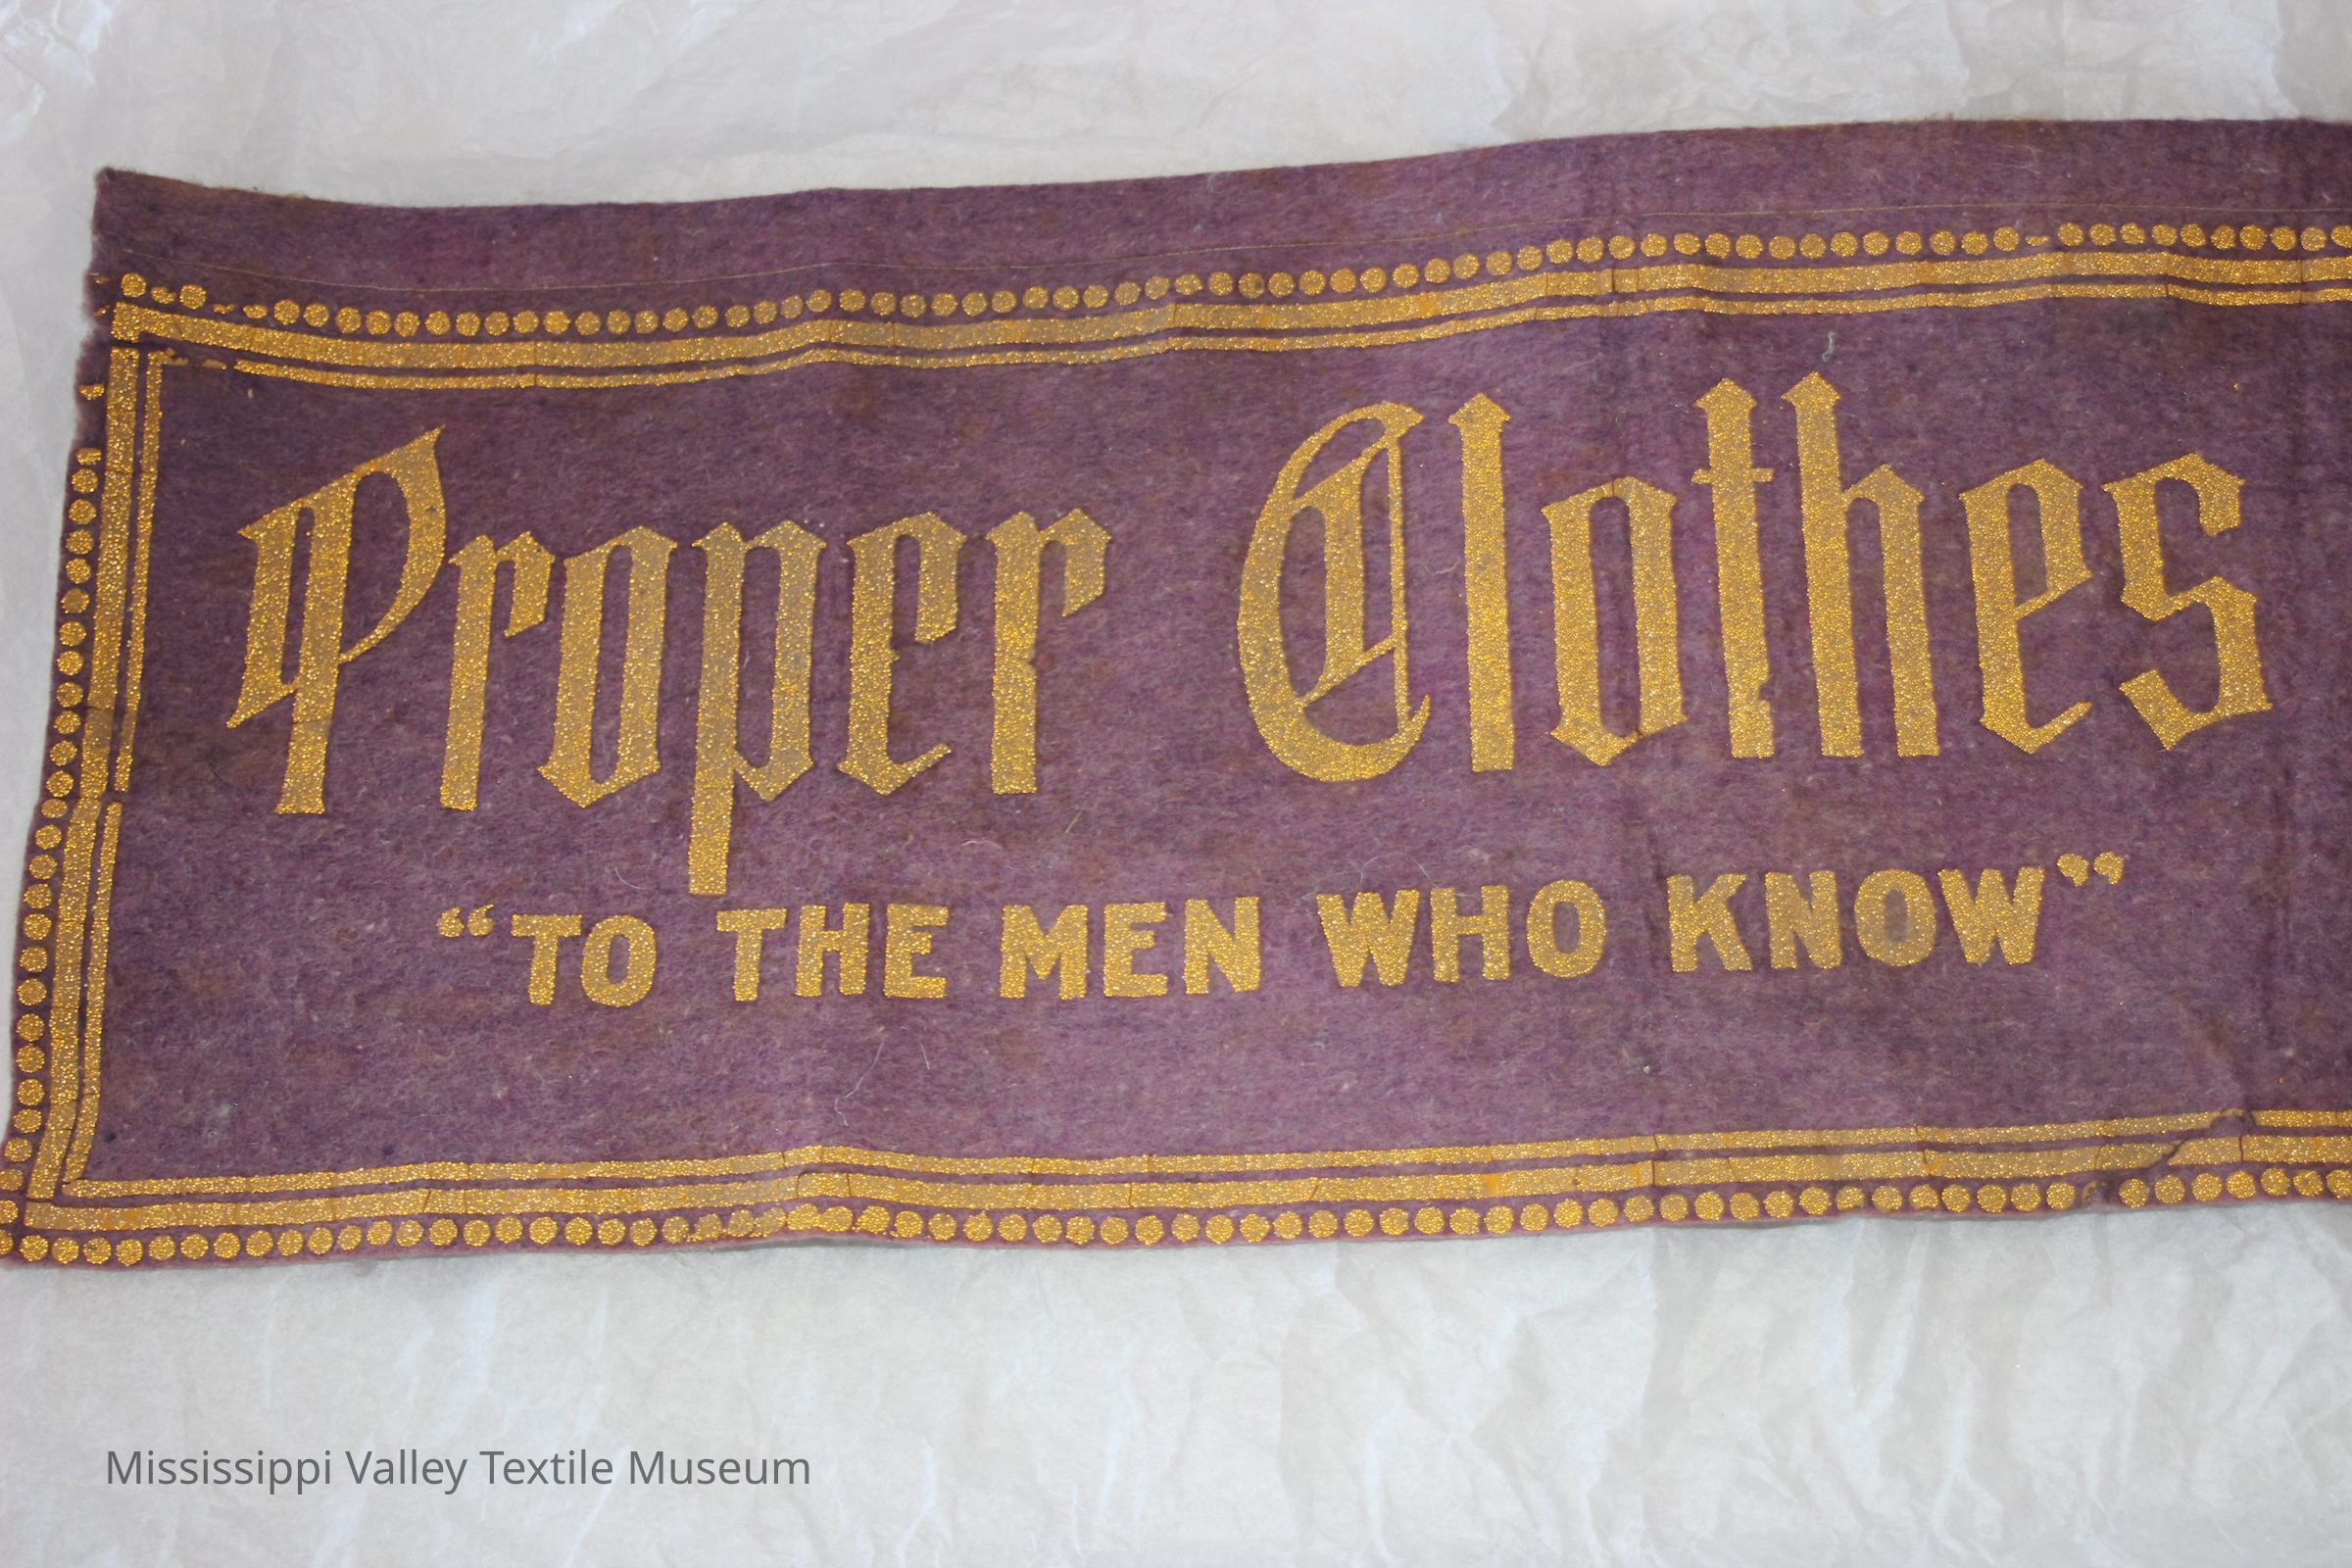 Proper Clothes
“TO THE MEN WHO KNOW”
Mississippi Valley Textile Museum